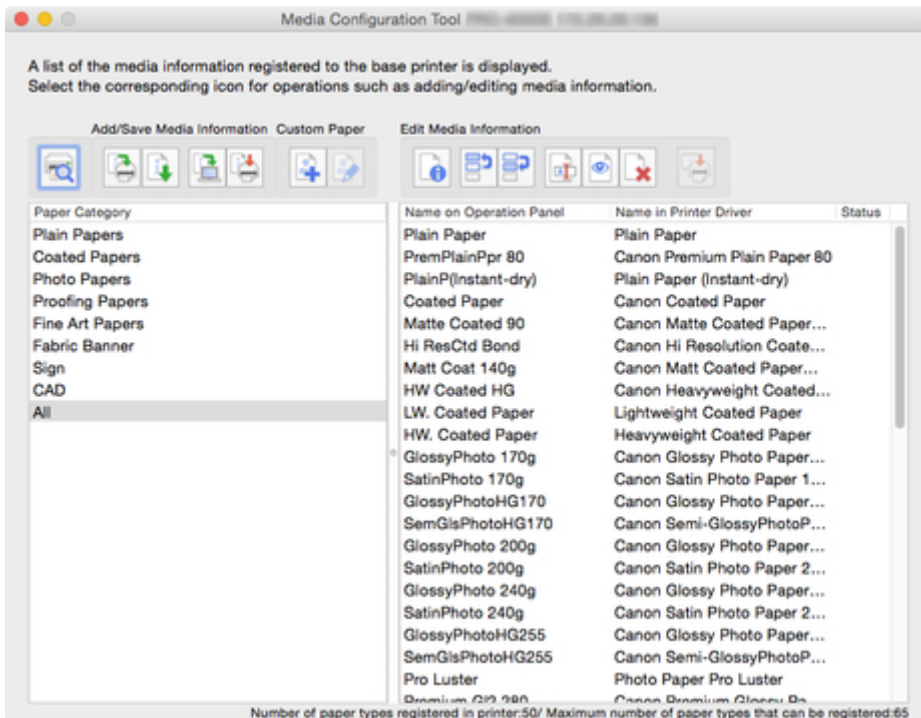 Media Configuration Tool
A list of the media information registered to the base printer is displayed.
Select the corresponding icon for operations such as adding/editing media information.
Add/Save Media Information Custom Paper Edit Media Information
Paper Category
Plain Papers
Coated Papers
Photo Papers
Proofing Papers
Fine Art Papers
Fabric Banner
Sign
CAD
All
Name on Operation Panel Name in Printer Driver Status
Plain Paper Plain Paper
PremPlainPpr 80 Canon Premium Plain Paper 80
PlainP(Instant-dry) Plain Paper (Instant-dry)
Coated Paper Canon Coated Paper
Matte Coated 90 Canon Matte Coated Paper...
Hi ResCtd Bond Canon Hi Resolution Coate...
Matt Coat 140g Canon Matt Coated Paper...
HW Coated HG Canon Heavyweight Coated...
LW. Coated Paper Lightweight Coated Paper
HW. Coated Paper Heavyweight Coated Paper
GlossyPhoto 170g Canon Glossy Photo Paper...
SatinPhoto 170g Canon Satin Photo Paper 1...
GlossyPhotoHG170 Canon Glossy Photo Paper...
SemGlsPhotoHG170 Canon Semi-GlossyPhotoP...
GlossyPhoto 200g Canon Glossy Photo Paper...
SatinPhoto 200g Canon Satin Photo Paper 2...
GlossyPhoto 240g Canon Glossy Photo Paper...
SatinPhoto 240g Canon Satin Photo Paper 2...
GlossyPhotoHG255 Canon Glossy Photo Paper...
SemGlsPhotoHG255 Canon Semi-GlossyPhotoP...
Pro Luster Photo Paper Pro Luster
Premium Gl2 280 Canon Premium Glossy Pa...
Number of paper types registered in printer:50/ Maximum number of paper types that can be registered:65